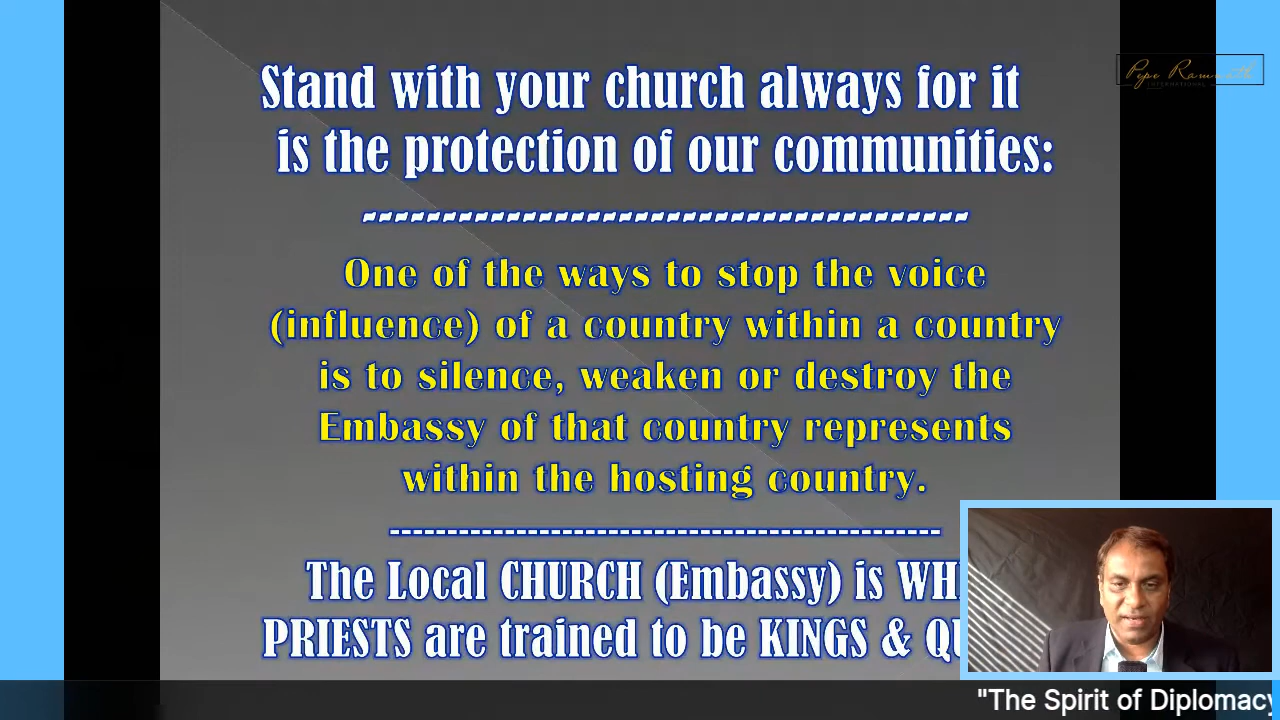 Stand with your church always for it
is the protection of our communities:
One of the ways to stop the voice
(influence) of a country within a country
is to silence, weaken or destroy the
Embassy of that country represents
within the hosting country.
The Local CHURCH (Embassy) is
PRIESTS are trained to be KINGS &
"The Spirit of Diplomacy